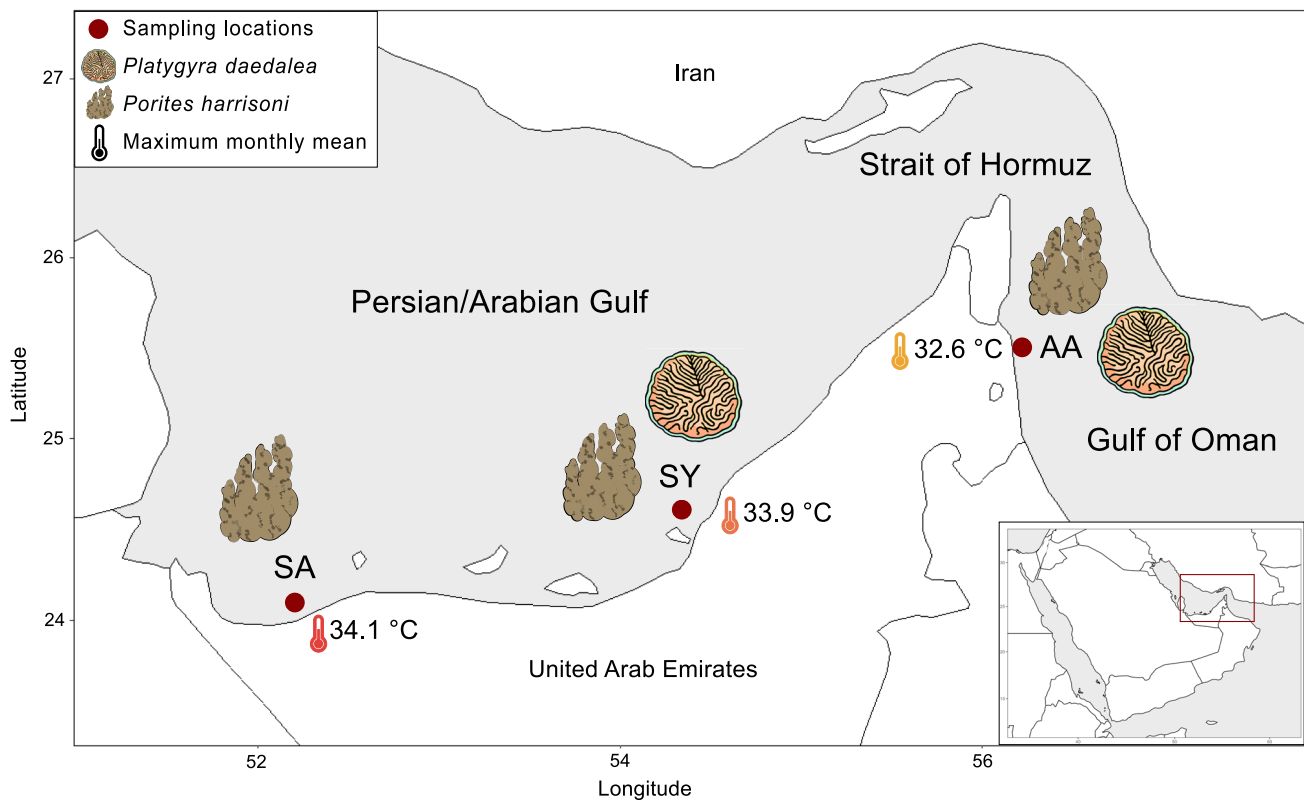 Sampling locations
Platygyra daedalea
Porites harrisoni
Maximum monthly mean
Iran
Strait of Hormuz
Persian/Arabian Gulf
32.6 °C
AA
Gulf of Oman
SY
33.9 °C
SA
34.1 °C
United Arab Emirates
27
26
25
24
Latitude
52
54
56
Longitude